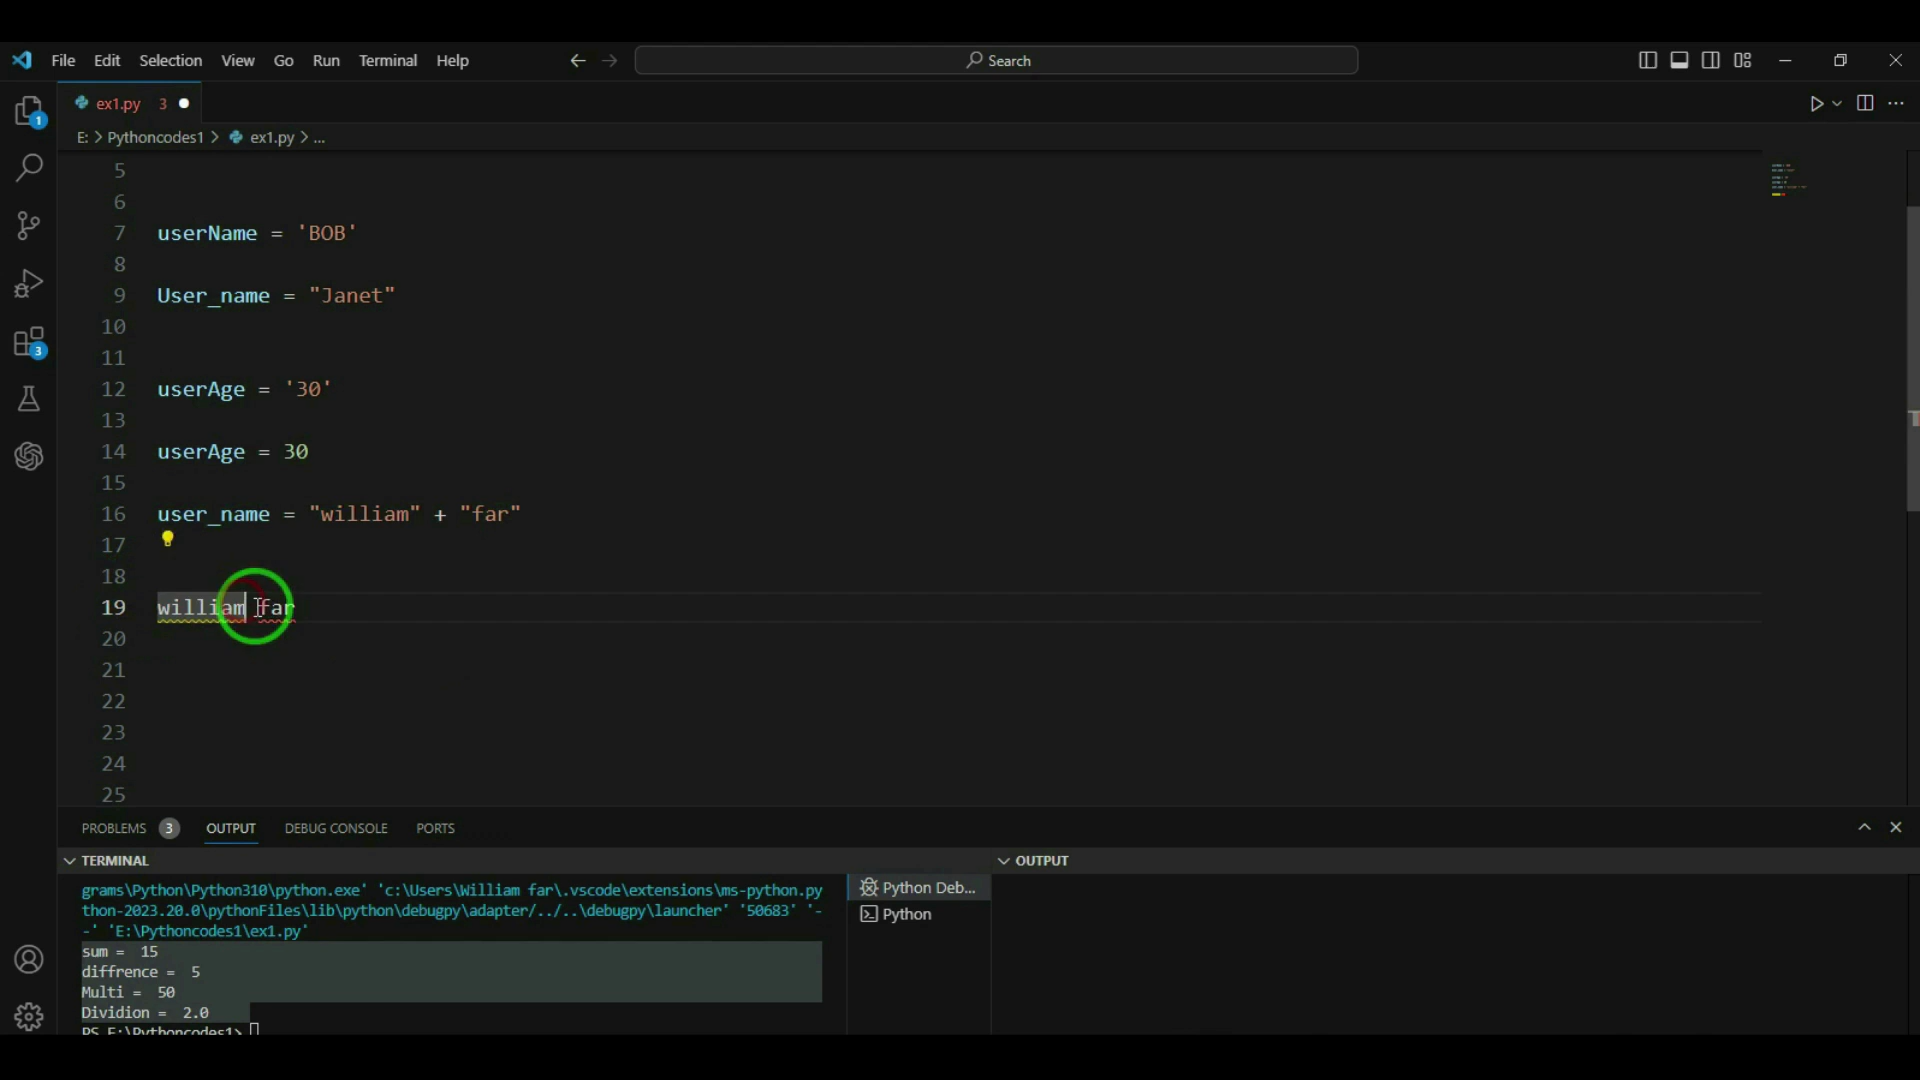 File Edit Selection View Go Run Terminal Help Search
ex1.py 3
E: > Pythoncodes1 > ex1.py > ...
5
6
7 userName = 'BOB'
8
9 User_name = "Janet"
10
11
12 userAge = '30'
13
14 userAge = 30
15
16 user_name = "william" + "far"
17
18
19 william far
20
21
22
23
24
25
1
3
PROBLEMS 3 OUTPUT DEBUG CONSOLE PORTS
TERMINAL
grams\Python\Python310\python.exe' 'c:\Users\William far\.vscode\extensions\ms-python.py
thon-2023.20.0\pythonFiles\lib\python\debugpy\adapter/../..\debugpy\launcher' '50683' '-
-' 'E:\Pythoncodes1\ex1.py'
sum =  15
diffrence =  5
Multi =  50
Dividion =  2.0
PS E:\Pythoncodes1>
Python Deb...
Python
OUTPUT